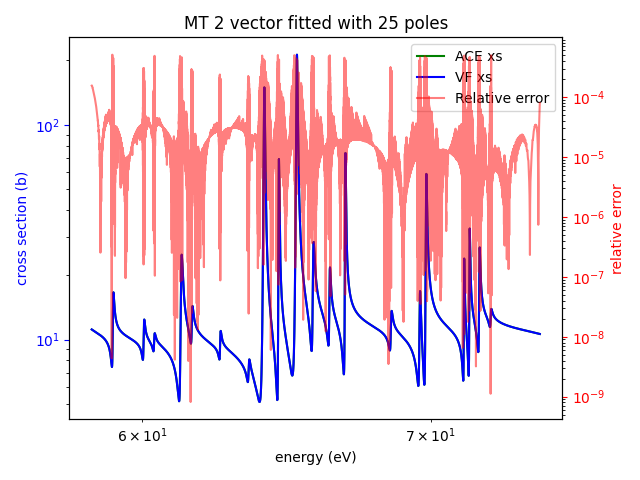 MT 2 vector fitted with 25 poles
ACE xs
VF xs
Relative error
10²
10¹
cross section (b)
10⁻⁴
10⁻⁵
10⁻⁶
10⁻⁷
10⁻⁸
10⁻⁹
relative error
6 × 10¹
7 × 10¹
energy (eV)